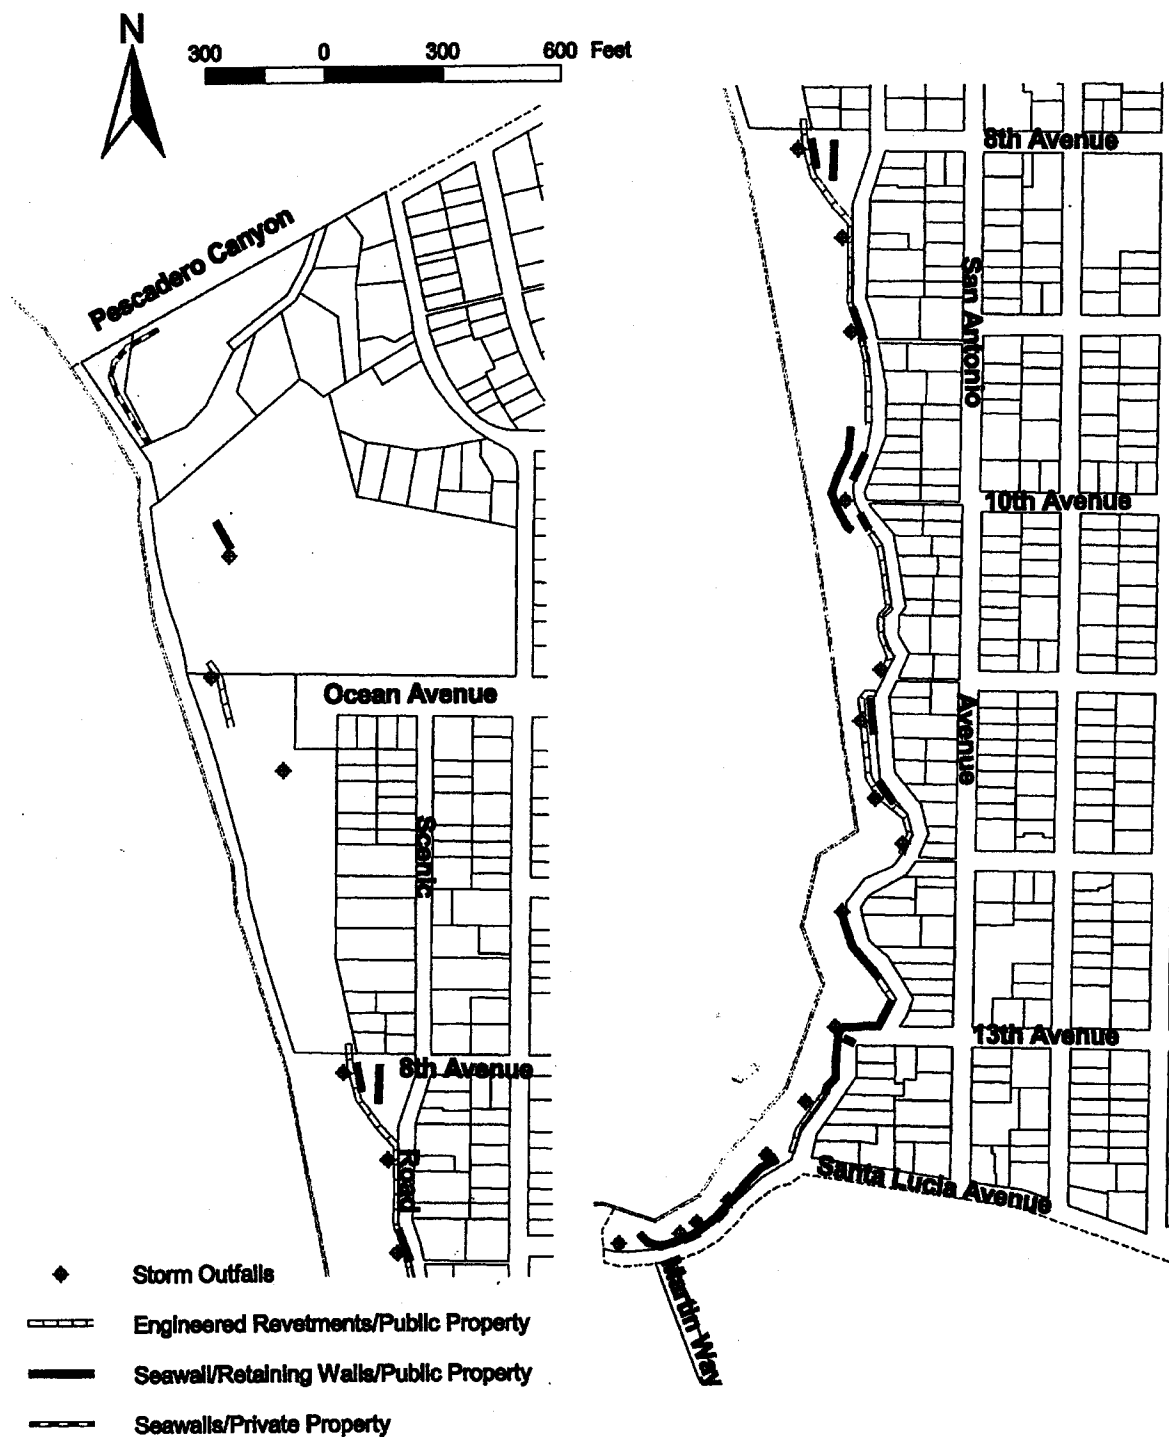 N
300 0 300 600 Feet
Pescadero Canyon
Ocean Avenue
Scenic
8th Avenue
Road
8th Avenue
San Antonio
10th Avenue
Avenue
13th Avenue
Santa Lucia Avenue
Martin Way
Storm Outfalls
Engineered Revetments/Public Property
Seawall/Retaining Walls/Public Property
Seawalls/Private Property